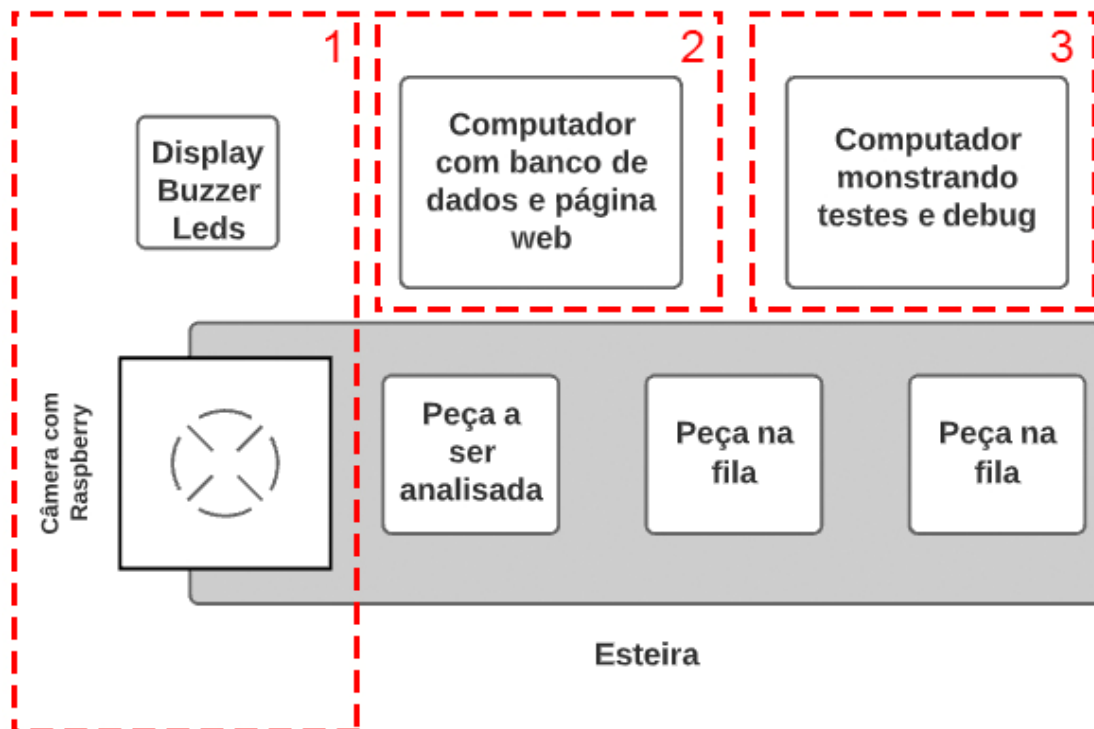 1
Display
Buzzer
Leds
2
Computador
com banco de
dados e página
web
3
Computador
monstrando
testes e debug
Câmera com
Raspberry
Peça a
ser
analisada
Peça na
fila
Peça na
fila
Esteira